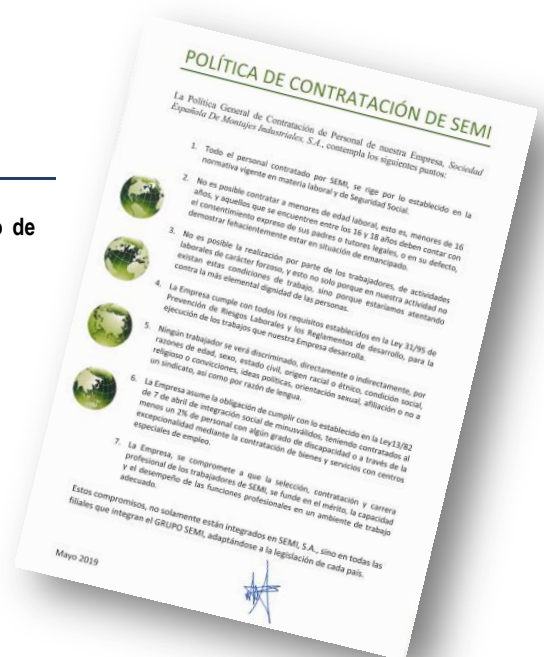 o de
POLÍTICA DE CONTRATACIÓN DE SEMI
La Política General de Contratación de Personal de nuestra Empresa, Sociedad
Española De Montajes Industriales, S.A., contempla los siguientes puntos:
1. Todo el personal contratado por SEMI, se rige por lo establecido en la
normativa vigente en materia laboral y de Seguridad Social.
2. No es posible contratar a menores de edad laboral, esto es, menores de 16
años, y aquellos que se encuentren entre los 16 y 18 años deben contar con
el consentimiento expreso de sus padres o tutores legales, o en su defecto,
demostrar fehacientemente estar en situación de emancipado.
3. No es posible la realización por parte de los trabajadores, de actividades
laborales de carácter forzoso, y esto no solo porque en nuestra actividad no
existan estas condiciones de trabajo, sino porque estaríamos atentando
contra la más elemental dignidad de las personas.
4. La Empresa cumple con todos los requisitos establecidos en la Ley 31/95 de
Prevención de Riesgos Laborales y los Reglamentos de desarrollo, para la
ejecución de los trabajos que nuestra Empresa desarrolla.
5. Ningún trabajador se verá discriminado, directamente o indirectamente, por
razones de edad, sexo, estado civil, origen racial o étnico, condición social,
religioso o convicciones, ideas políticas, orientación sexual, afiliación o no a
un sindicato, así como por razón de lengua.
6. La Empresa asume la obligación de cumplir con lo establecido en la Ley13/82
de 7 de abril de integración social de minusválidos, teniendo contratados al
menos un 2% de personal con algún grado de discapacidad o a través de la
excepcionalidad mediante la contratación de bienes y servicios con centros
especiales de empleo.
7. La Empresa, se compromete a que la selección, contratación y carrera
profesional de los trabajadores de SEMI, se funde en el mérito, la capacidad
y el desempeño de las funciones profesionales en un ambiente de trabajo
adecuado.
Estos compromisos, no solamente están integrados en SEMI, S.A., sino en todas las
filiales que integran el GRUPO SEMI, adaptándose a la legislación de cada país.
Mayo 2019